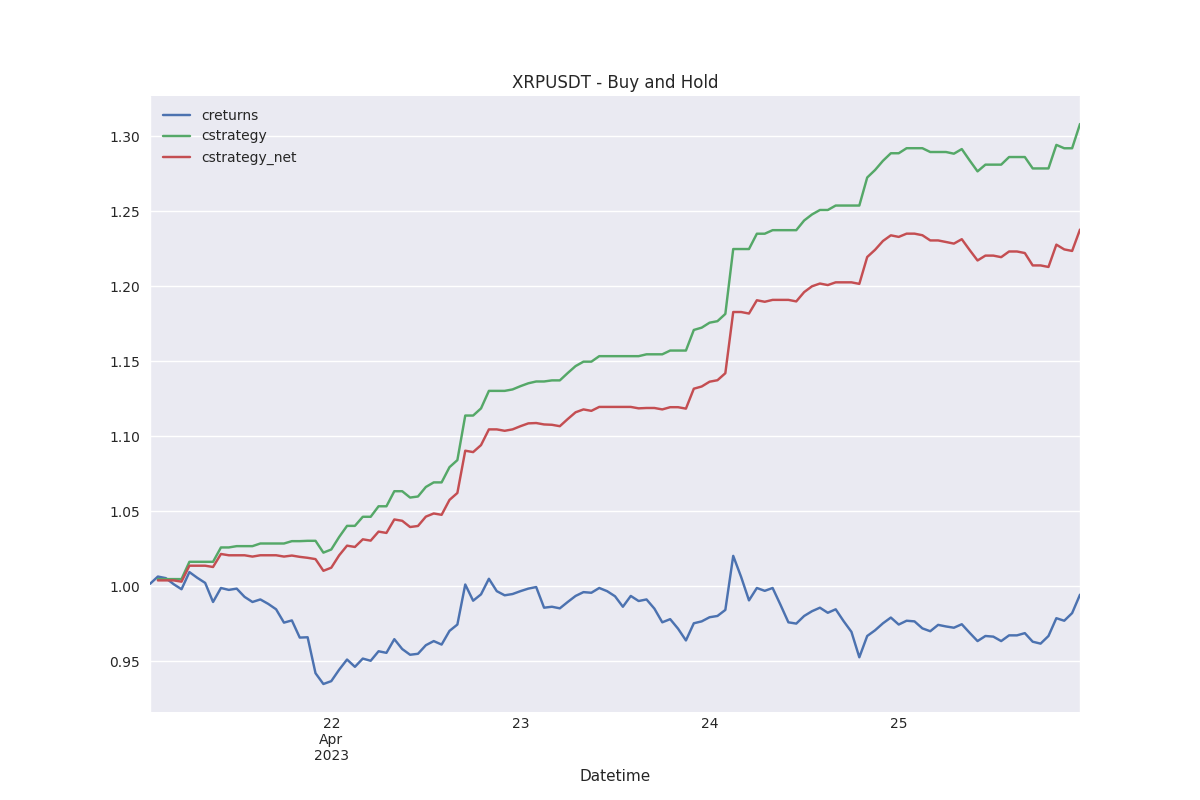 XRPUSDT - Buy and Hold
creturns
cstrategy
cstrategy_net
1.30
1.25
1.20
1.15
1.10
1.05
1.00
0.95
22
Apr
2023
23
24
25
Datetime